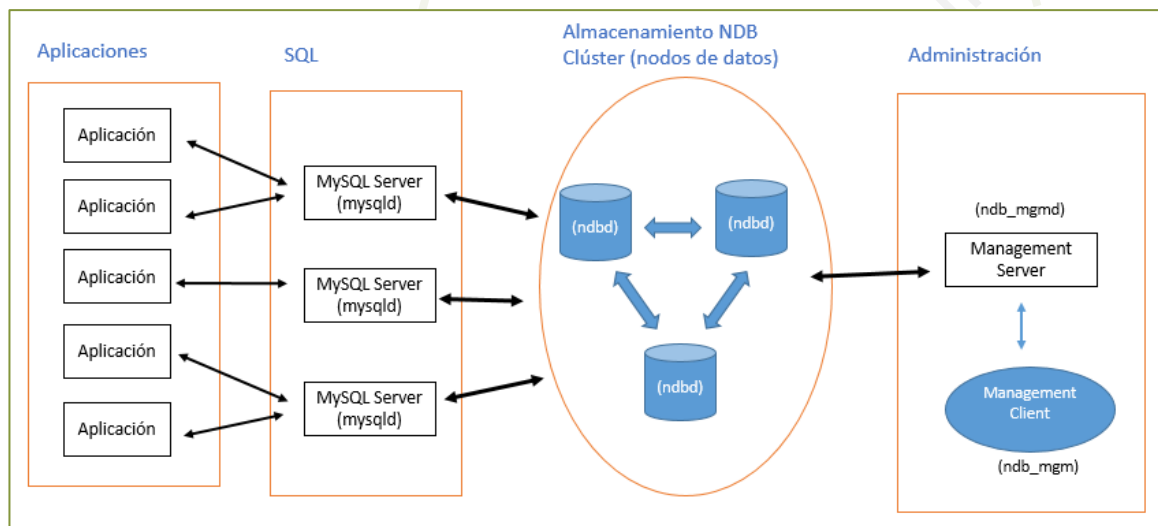 Aplicaciones
SQL
Almacenamiento NDB
Clúster (nodos de datos)
Administración
Aplicación
Aplicación
Aplicación
Aplicación
Aplicación
MySQL Server
(mysqld)
MySQL Server
(mysqld)
MySQL Server
(mysqld)
(ndbd)
(ndbd)
(ndbd)
(ndb_mgmd)
Management
Server
Management
Client
(ndb_mgm)